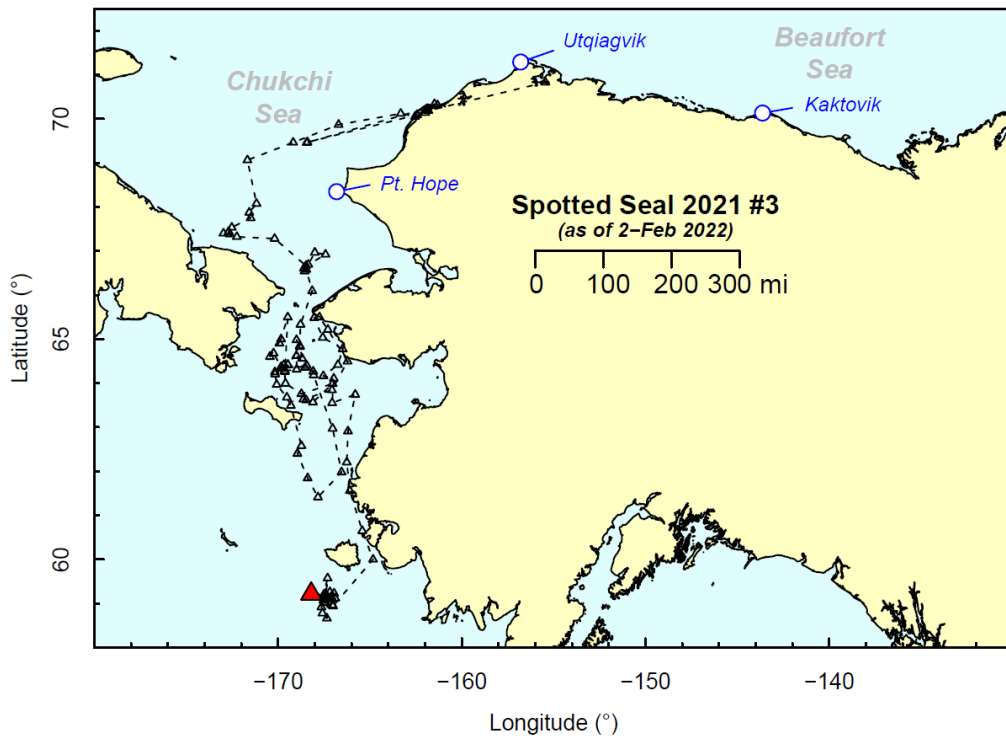 Utqiagvik
Beaufort
Sea
Chukchi
Sea
Kaktovik
Pt. Hope
Spotted Seal 2021 #3
(as of 2−Feb 2022)
0 100 200 300 mi
70
65
60
Latitude (°)
−170 −160 −150 −140
Longitude (°)